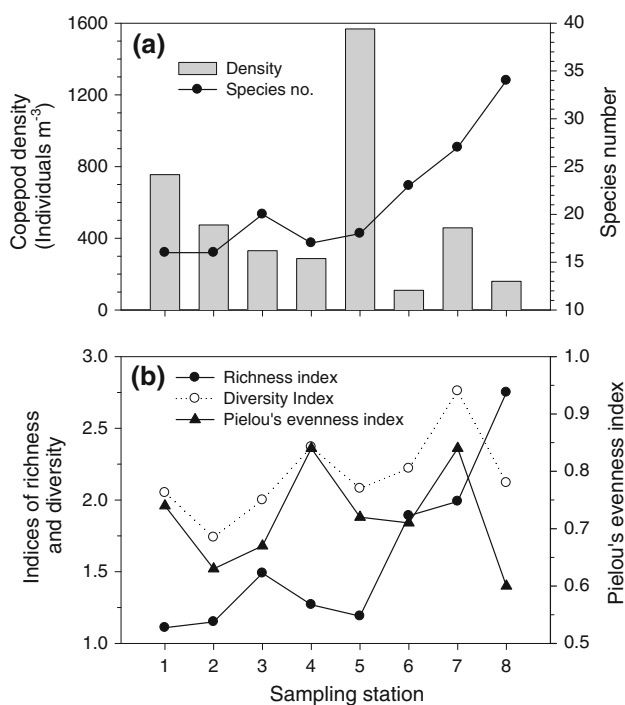 (a)
Density
Species no.
Copepod density
(Individuals m⁻³)
1600
1200
800
400
0
Species number
40
35
30
25
20
15
10
(b)
Richness index
Diversity Index
Pielou's evenness index
Indices of richness
and diversity
3.0
2.5
2.0
1.5
1.0
Pielou's evenness index
1.0
0.9
0.8
0.7
0.6
0.5
1 2 3 4 5 6 7 8
Sampling station